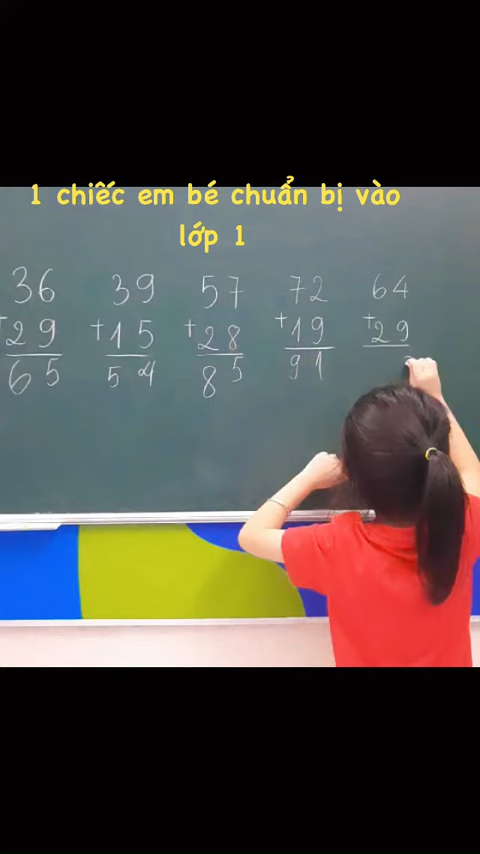 1 chiếc em bé chuẩn bị vào
lớp 1
36 39 57 72 64
+29 +15 +28 +19 +29
65 54 85 91